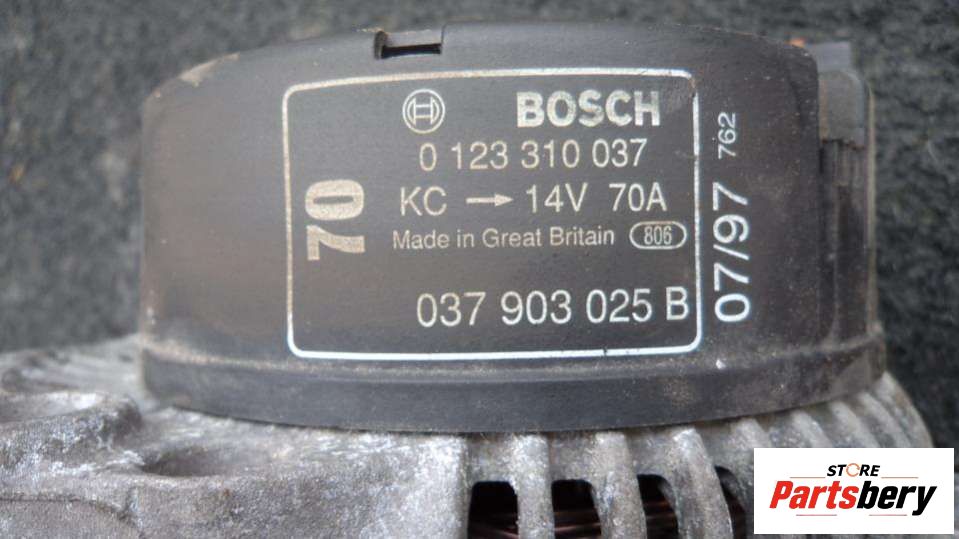 BOSCH
0 123 310 037
KC → 14V 70A
Made in Great Britain 806
037 903 025 B
70
07/97 762
STORE
Partsbery